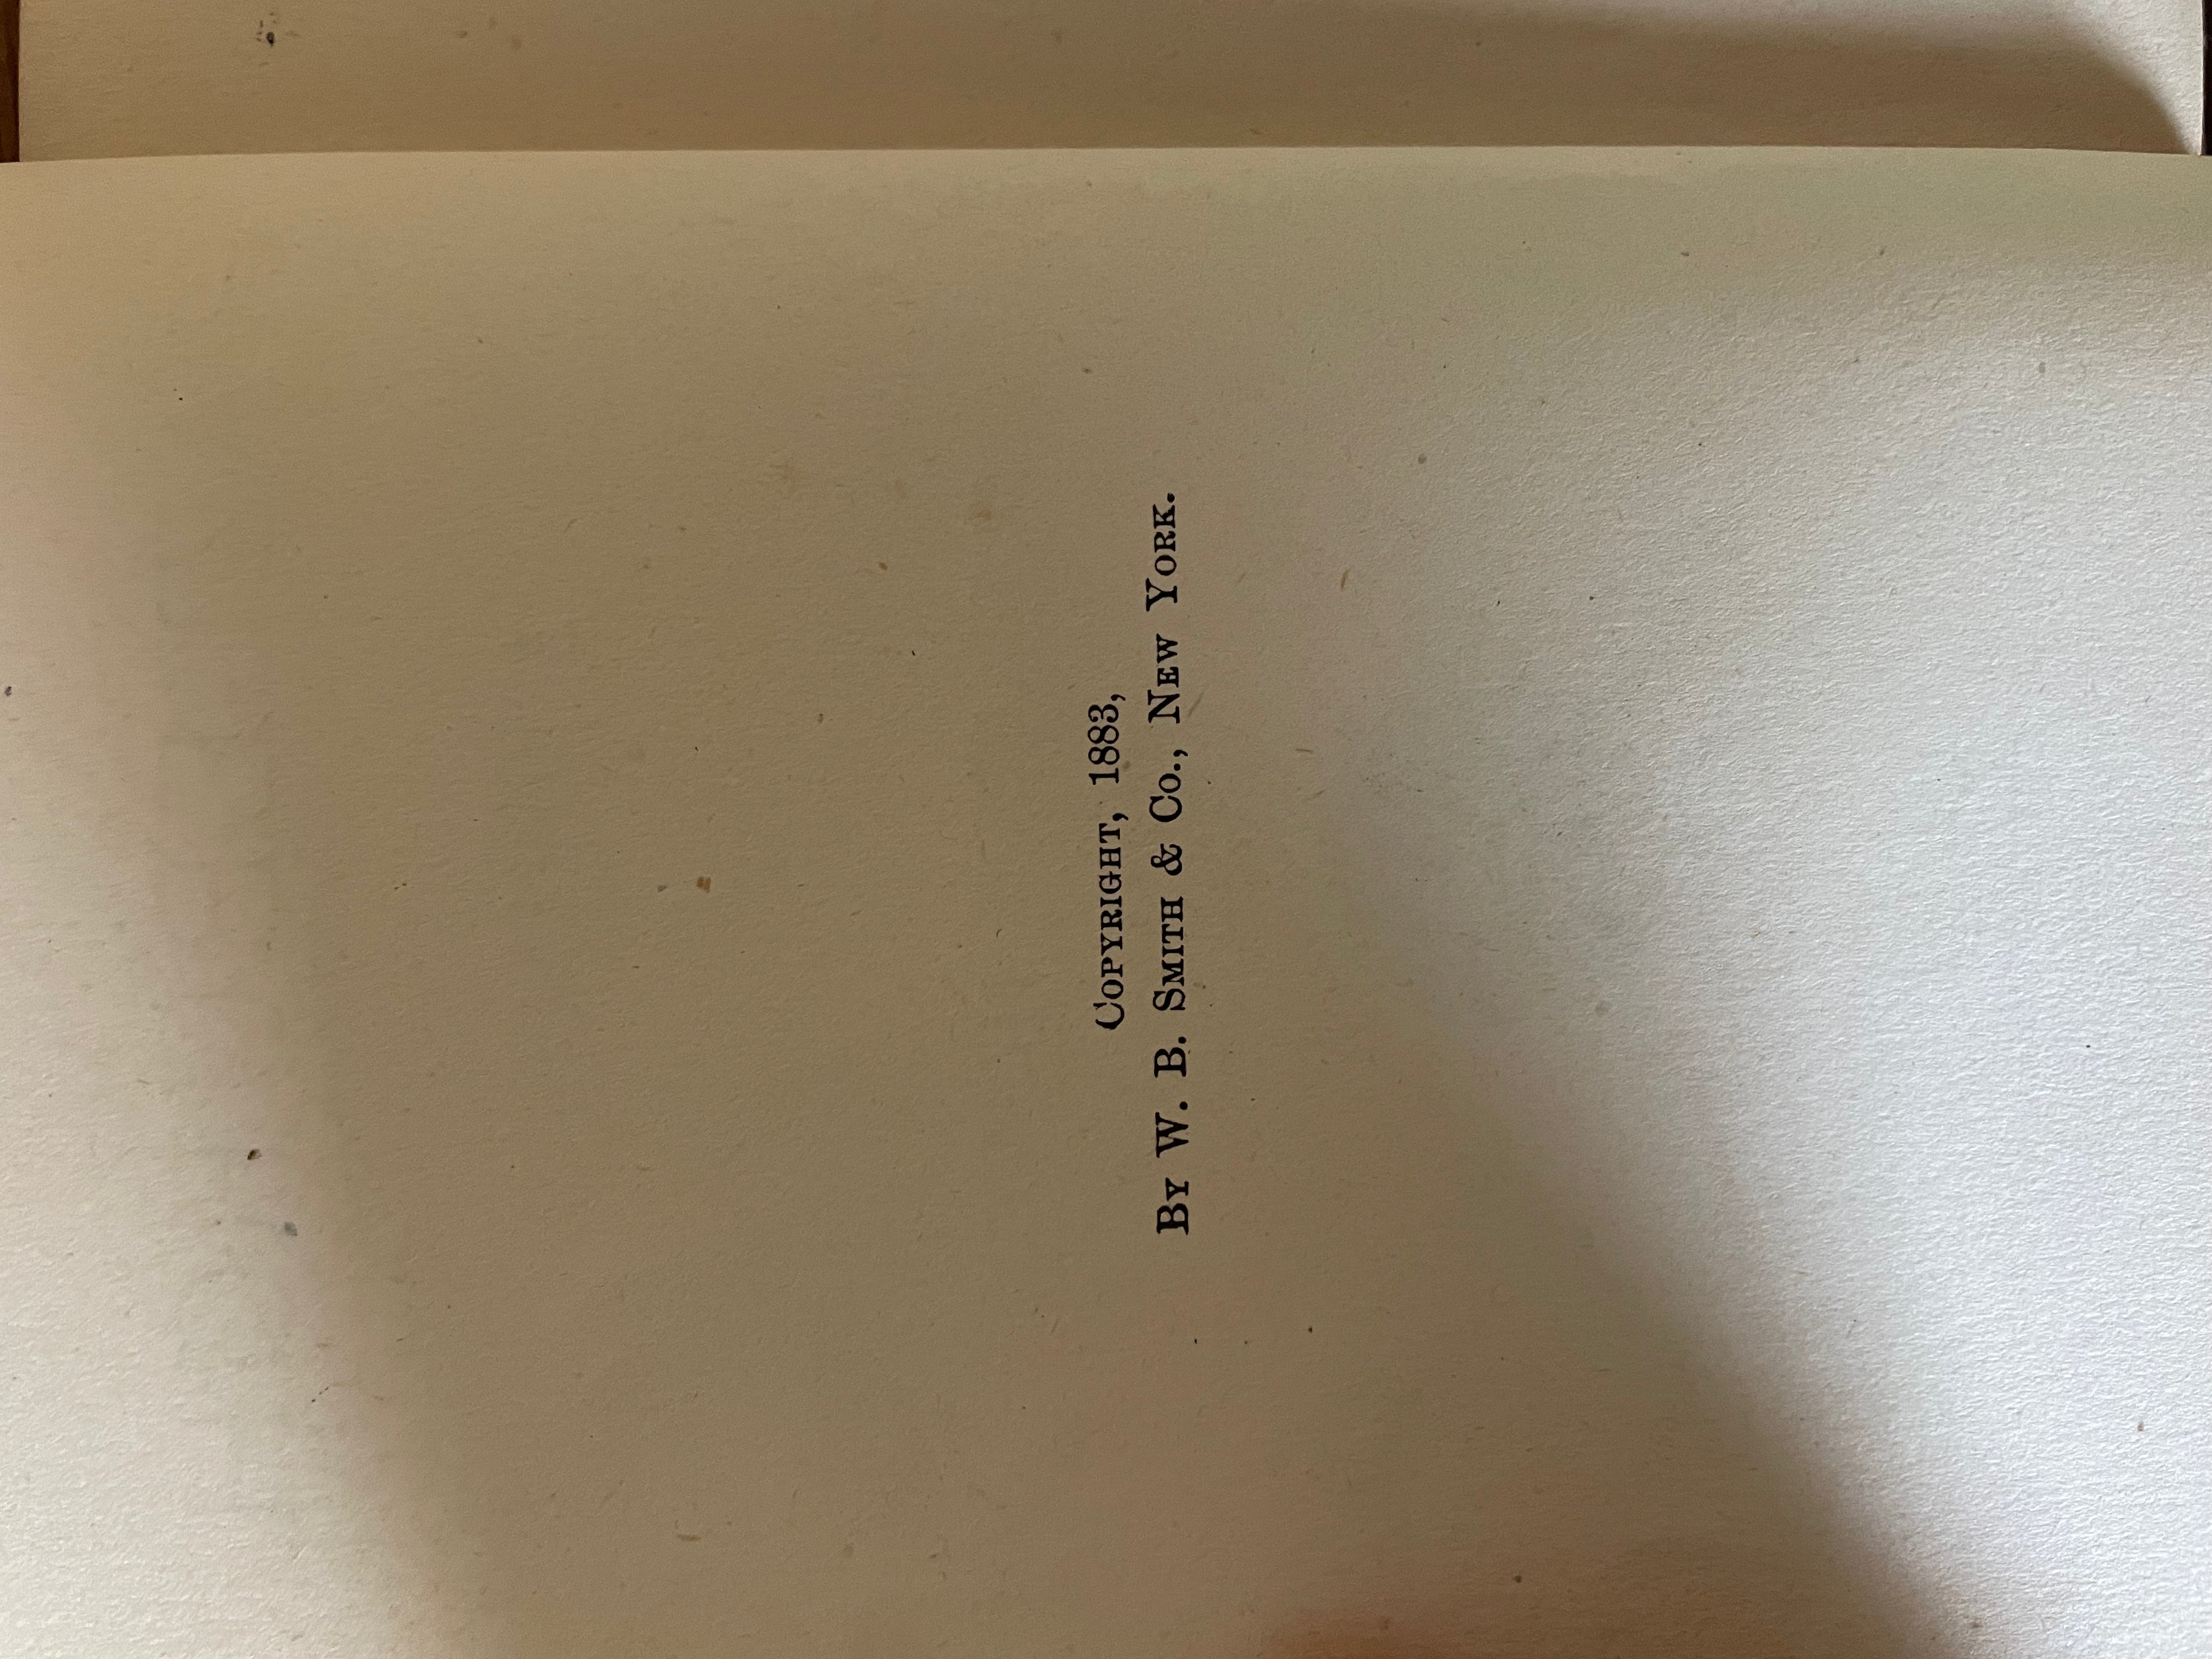 Copyright, 1883,
By W. B. Smith & Co., New York.